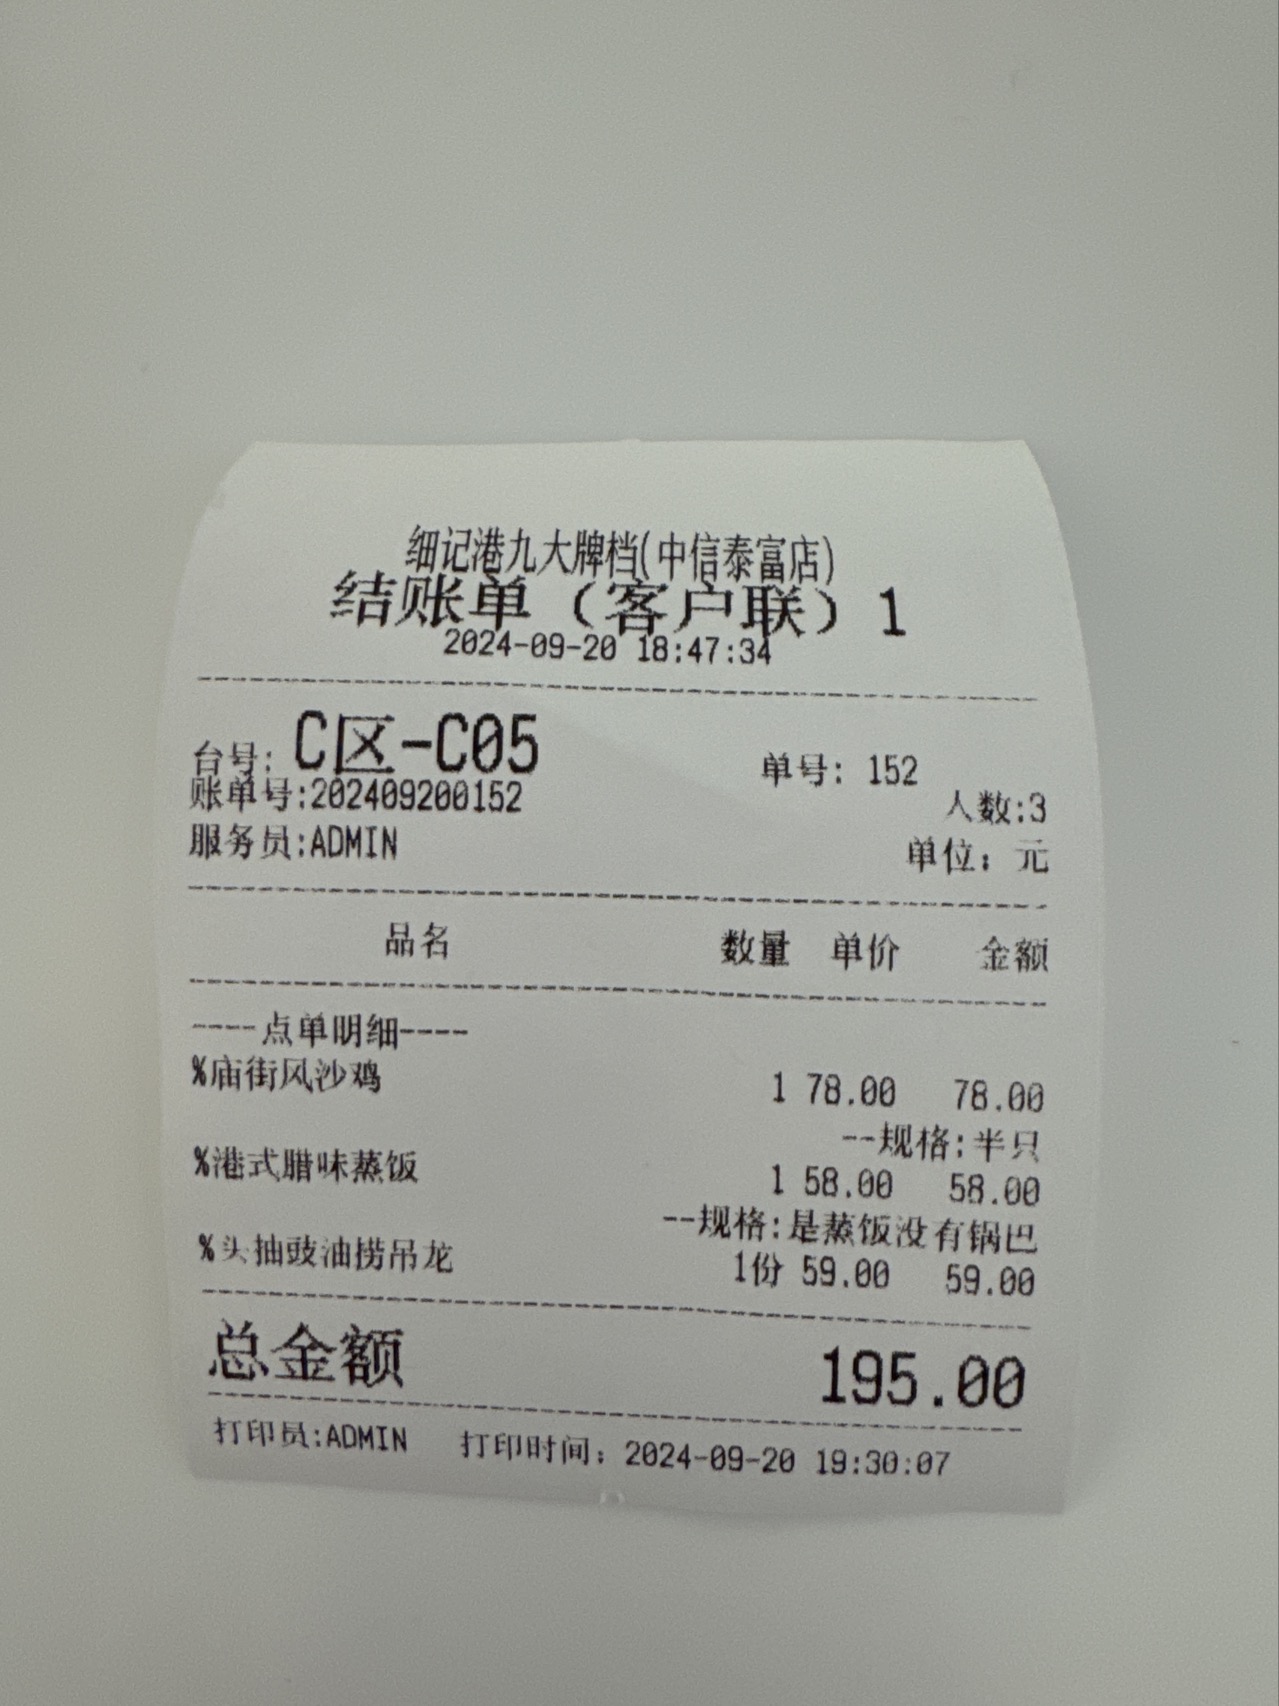 细记港九大牌档(中信泰富店)
结账单（客户联）1
2024-09-20 18:47:34
台号: C区-C05 单号: 152
账单号:202409200152 人数:3
服务员:ADMIN 单位：元
品名 数量 单价 金额
----点单明细----
%庙街风沙鸡 1 78.00 78.00
--规格:半只
%港式腊味蒸饭 1 58.00 58.00
--规格:是蒸饭没有锅巴
%头抽豉油捞吊龙 1份 59.00 59.00
总金额 195.00
打印员:ADMIN 打印时间：2024-09-20 19:30:07